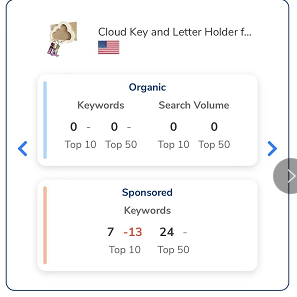 Cloud Key and Letter Holder f...
Organic
Keywords Search Volume
0 - 0 - 0 0
Top 10 Top 50 Top 10 Top 50
Sponsored
Keywords
7 -13 24 -
Top 10 Top 50